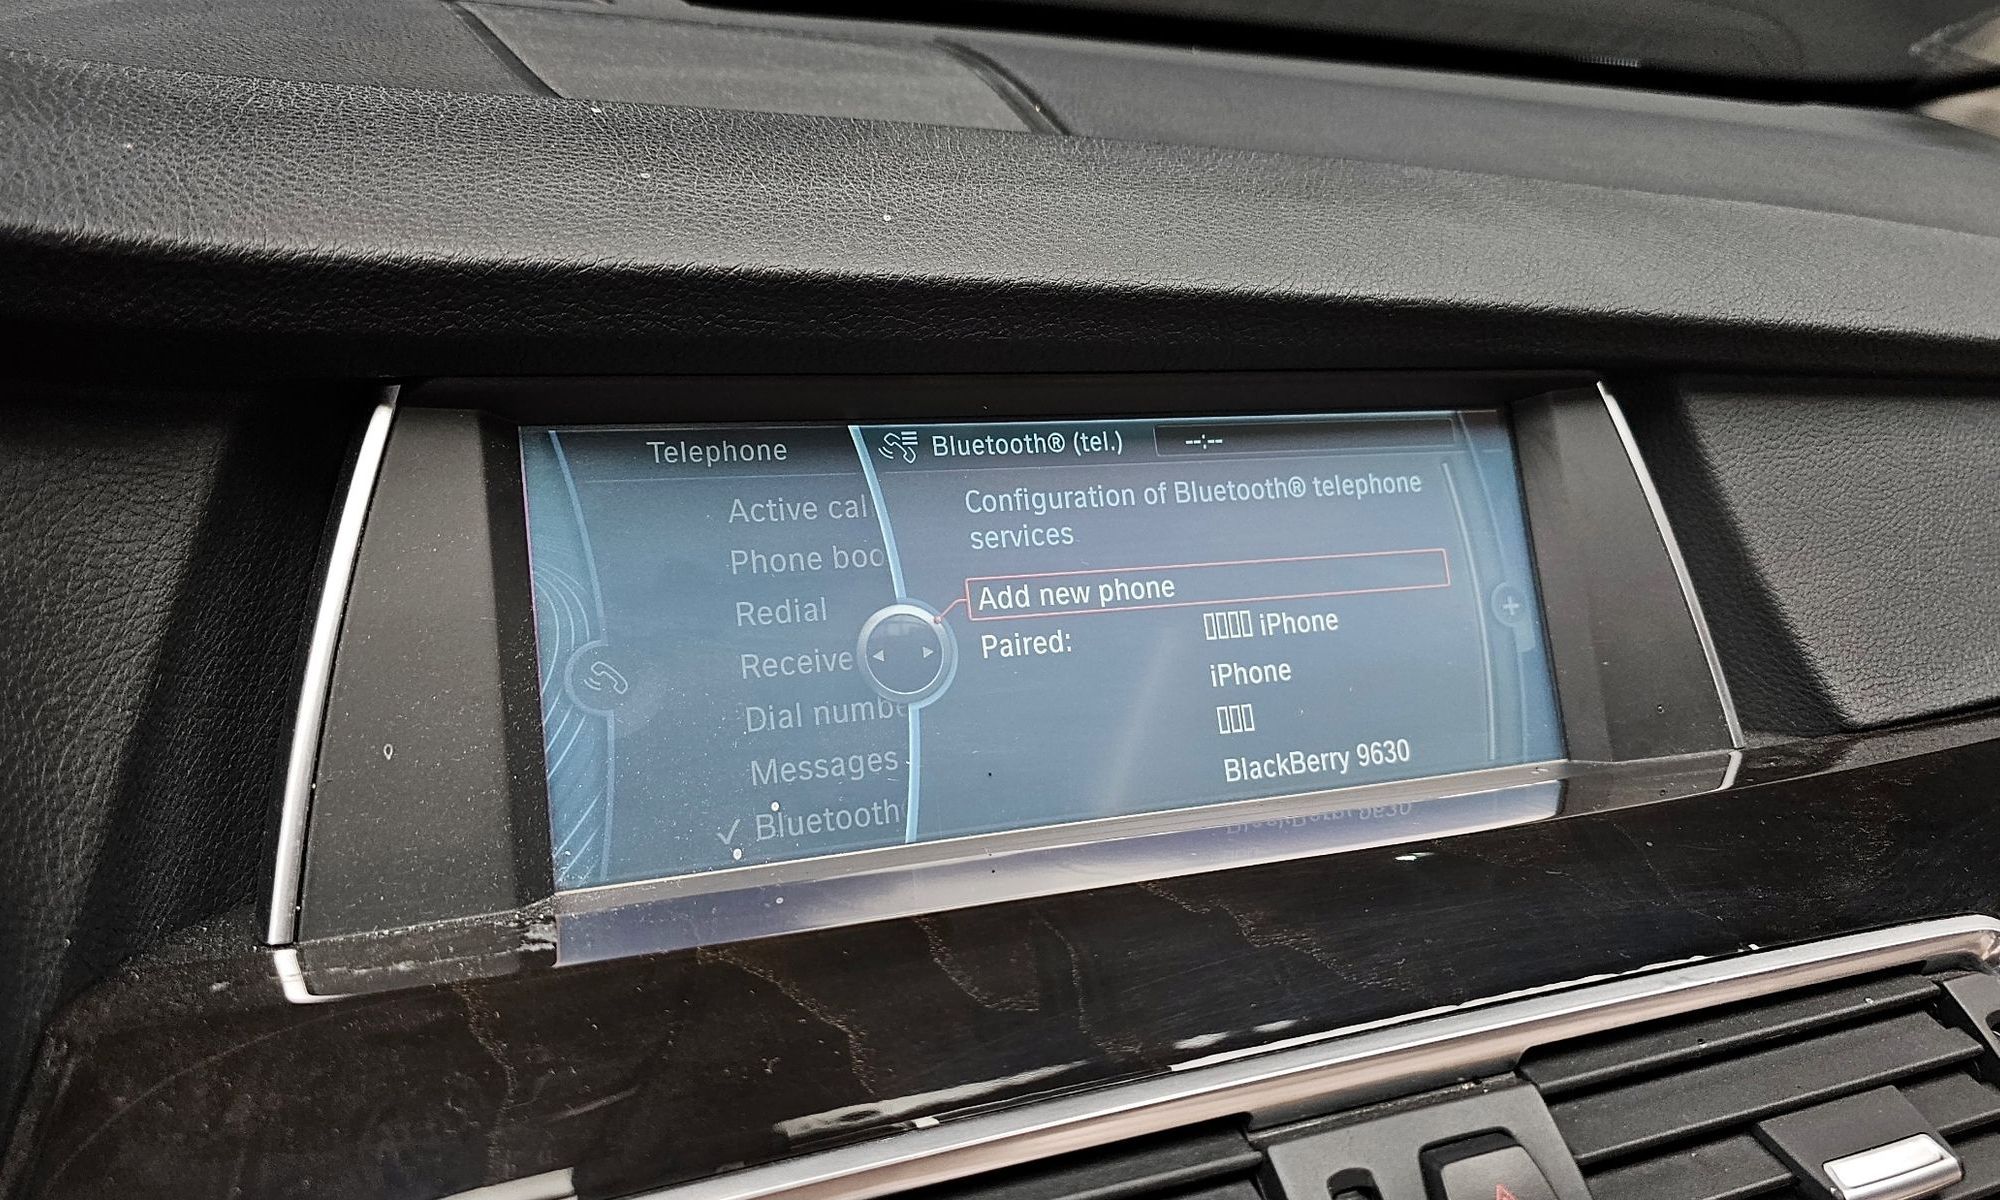 Telephone
Active cal
Phone boo
Redial
Receive
Dial numbe
Messages
Bluetooth
Bluetooth® (tel.)
--:--
Configuration of Bluetooth® telephone
services
Add new phone
Paired: ▯▯▯▯ iPhone
iPhone
▯▯▯
BlackBerry 9630